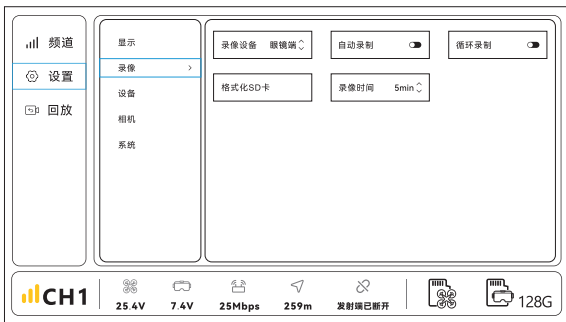 频道
设置
回放
显示
录像
设备
相机
系统
录像设备 眼镜端
自动录制
循环录制
格式化SD卡
录像时间 5min
CH1
25.4V
7.4V
25Mbps
259m
发射端已断开
128G